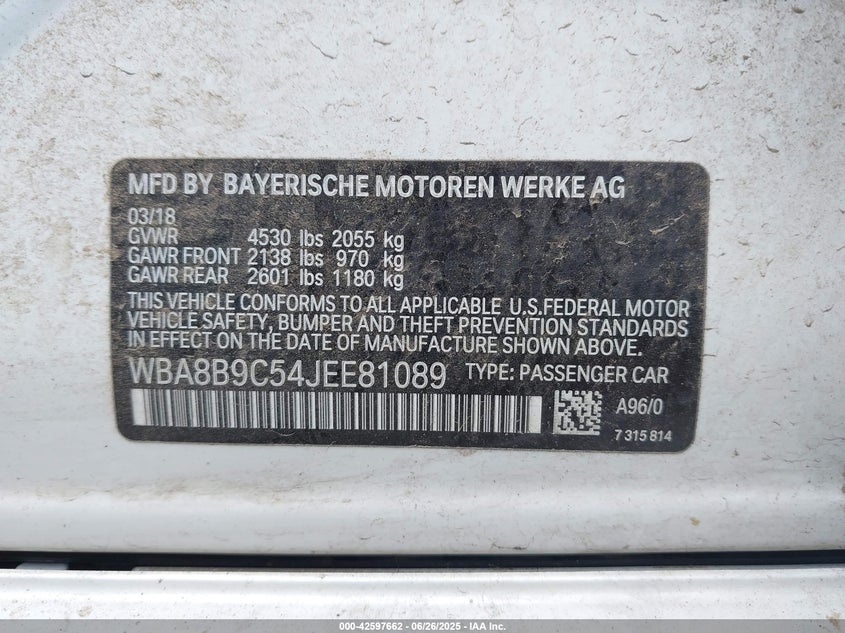 MFD BY BAYERISCHE MOTOREN WERKE AG
03/18
GVWR 4530 lbs 2055 kg
GAWR FRONT 2138 lbs 970 kg
GAWR REAR 2601 lbs 1180 kg
THIS VEHICLE CONFORMS TO ALL APPLICABLE U.S.FEDERAL MOTOR
VEHICLE SAFETY, BUMPER AND THEFT PREVENTION STANDARDS
IN EFFECT ON THE DATE OF MANUFACTURE SHOWN ABOVE.
WBA8B9C54JEE81089 TYPE: PASSENGER CAR
A96/0
7 315 814
000-42597662 - 06/26/2025 - IAA Inc.